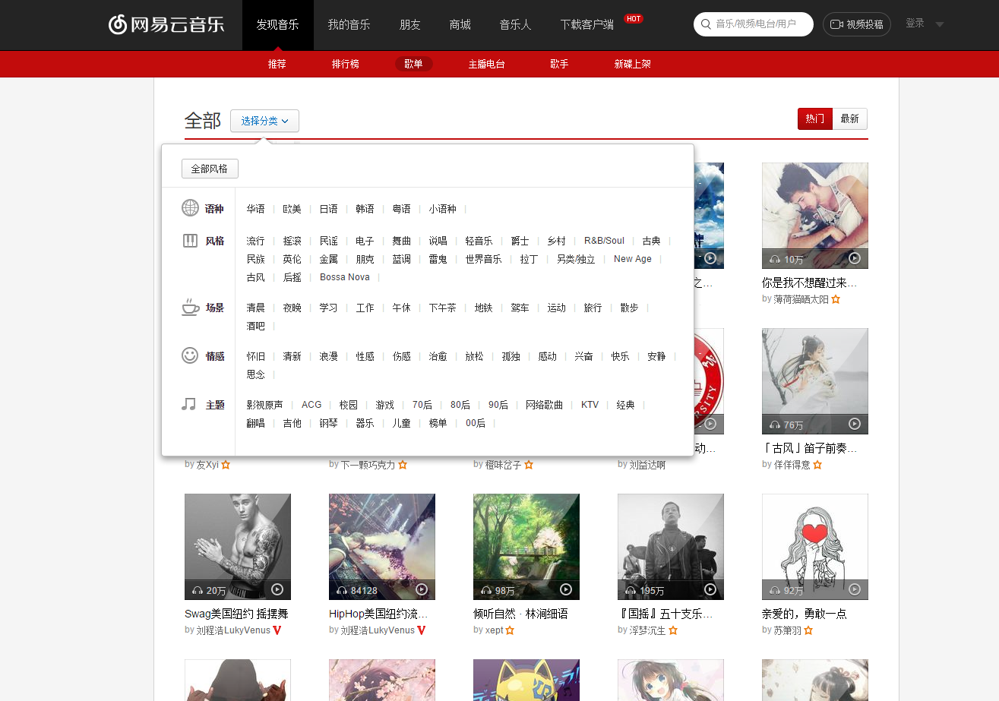 网易云音乐 发现音乐 我的音乐 朋友 商城 音乐人 下载客户端 HOT 音乐/视频/电台/用户 视频投稿 登录
推荐 排行榜 歌单 主播电台 歌手 新碟上架
全部 选择分类 热门 最新
全部风格
语种 华语 | 欧美 | 日语 | 韩语 | 粤语 | 小语种 |
风格 流行 | 摇滚 | 民谣 | 电子 | 舞曲 | 说唱 | 轻音乐 | 爵士 | 乡村 | R&B/Soul | 古典 |
民族 | 英伦 | 金属 | 朋克 | 蓝调 | 雷鬼 | 世界音乐 | 拉丁 | 另类/独立 | New Age |
古风 | 后摇 | Bossa Nova |
场景 清晨 | 夜晚 | 学习 | 工作 | 午休 | 下午茶 | 地铁 | 驾车 | 运动 | 旅行 | 散步 |
酒吧 |
情感 怀旧 | 清新 | 浪漫 | 性感 | 伤感 | 治愈 | 放松 | 孤独 | 感动 | 兴奋 | 快乐 | 安静 |
思念 |
主题 影视原声 | ACG | 校园 | 游戏 | 70后 | 80后 | 90后 | 网络歌曲 | KTV | 经典 |
翻唱 | 吉他 | 钢琴 | 器乐 | 儿童 | 榜单 | 00后 |
10万
之... 你是我不想醒过来...
by 薄荷猫晒太阳
76万
动... 「古风」笛子前奏...
by 友Xyi by 下一颗巧克力 by 橙味岔子 by 刘益达啊 by 佯佯得意
20万 84128 98万 195万 92万
Swag美国纽约 摇摆舞 HipHop美国纽约流... 倾听自然 · 林涧细语 『国摇』五十支乐... 亲爱的，勇敢一点
by 刘程浩LukyVenus by 刘程浩LukyVenus by xept by 浮梦沉生 by 苏箫羽